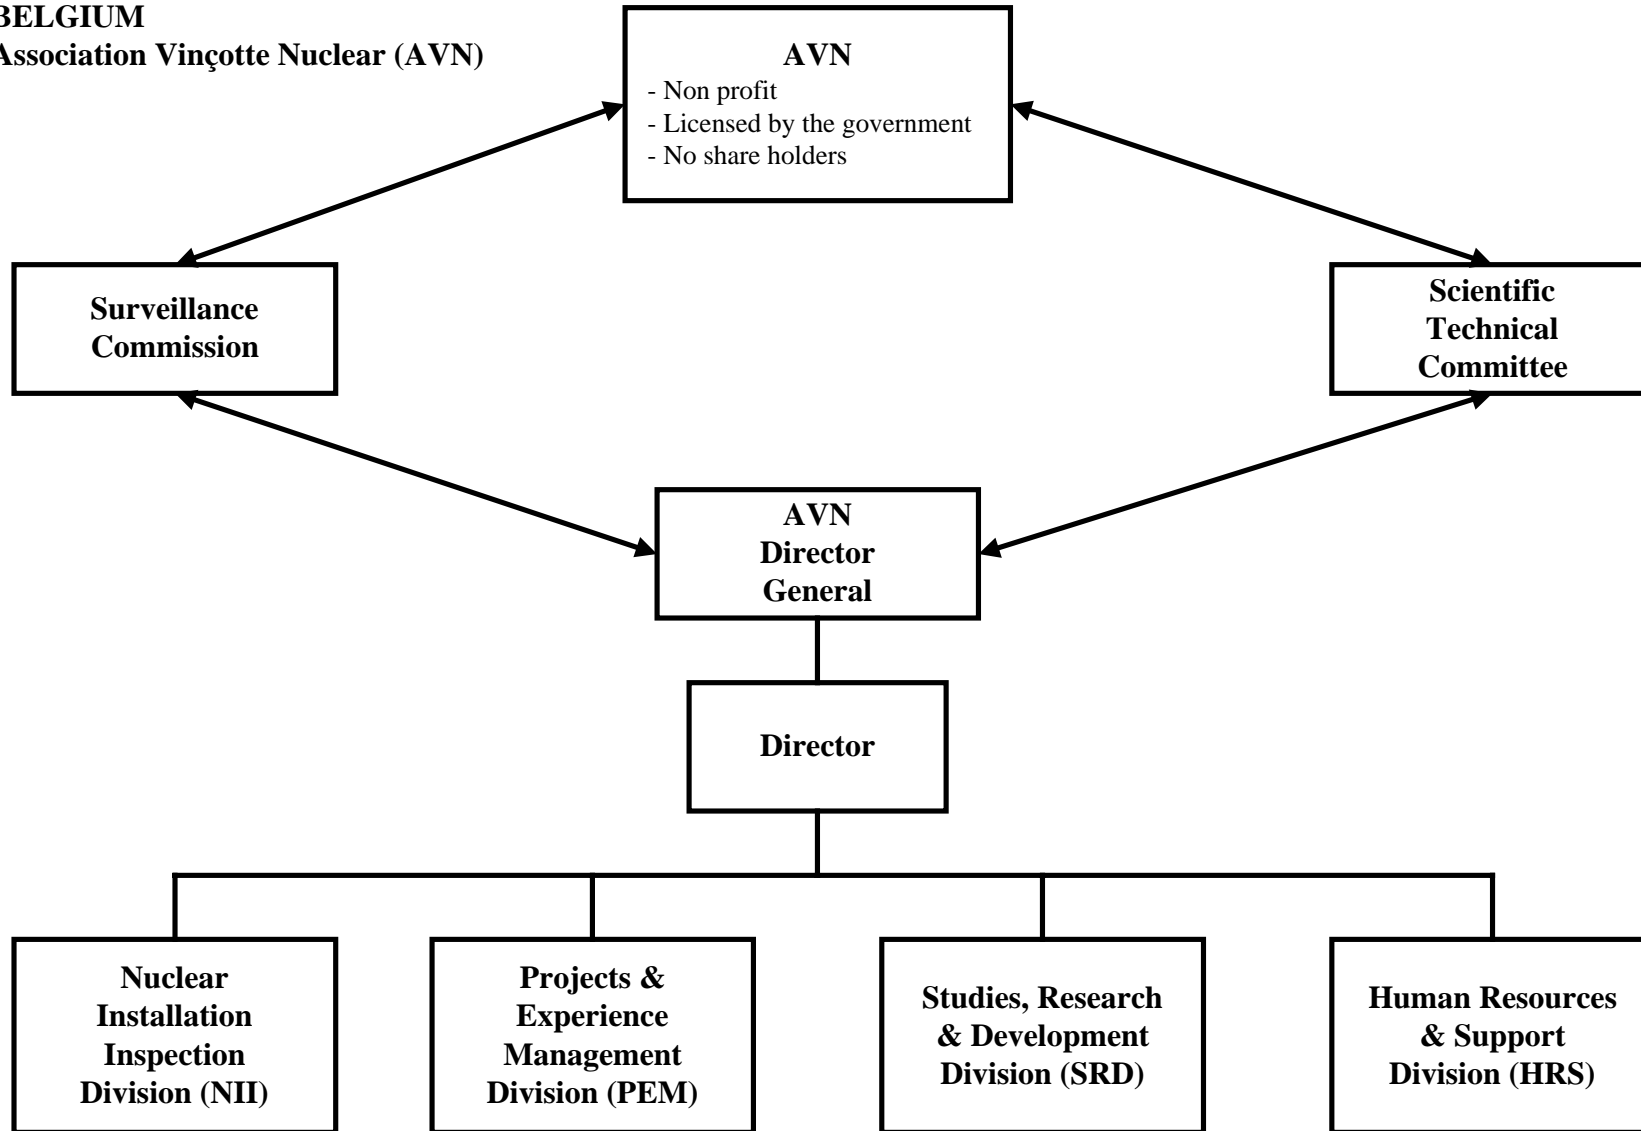 BELGIUM
Association Vinçotte Nuclear (AVN)
AVN
- Non profit
- Licensed by the government
- No share holders
Surveillance
Commission
Scientific
Technical
Committee
AVN
Director
General
Director
Nuclear
Installation
Inspection
Division (NII)
Projects &
Experience
Management
Division (PEM)
Studies, Research
& Development
Division (SRD)
Human Resources
& Support
Division (HRS)